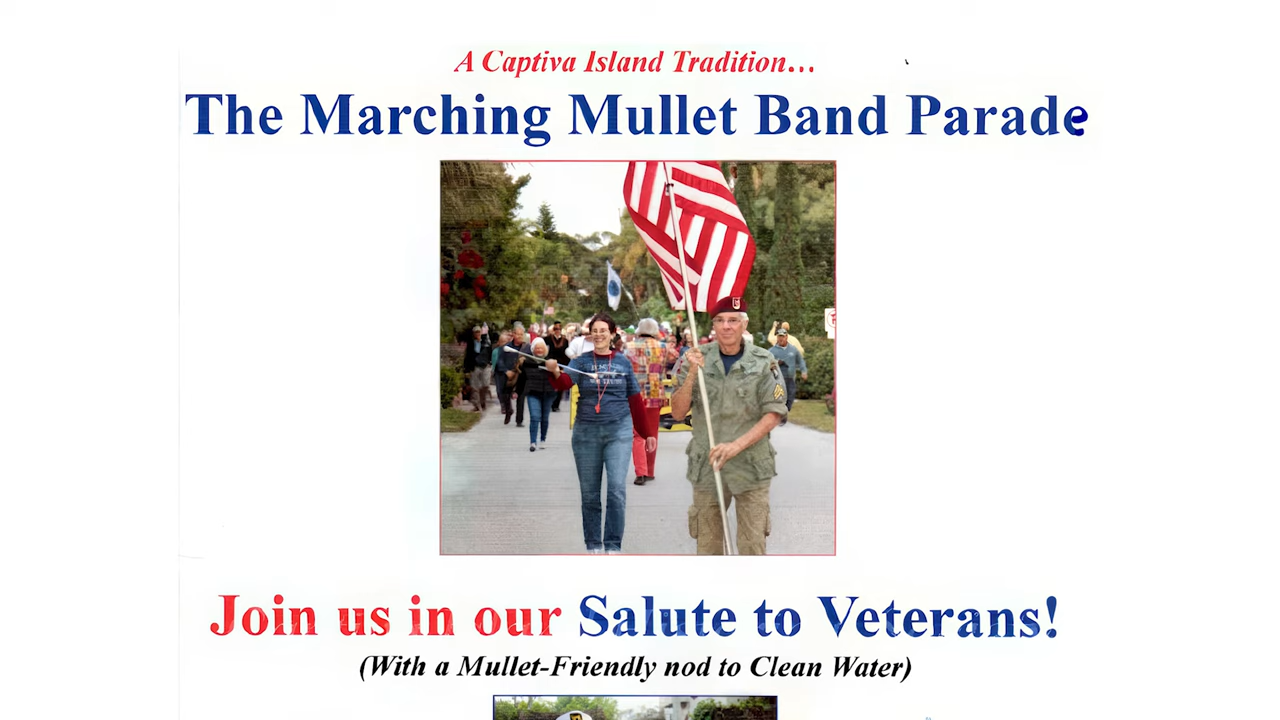 A Captiva Island Tradition...
The Marching Mullet Band Parade
Join us in our Salute to Veterans!
(With a Mullet-Friendly nod to Clean Water)